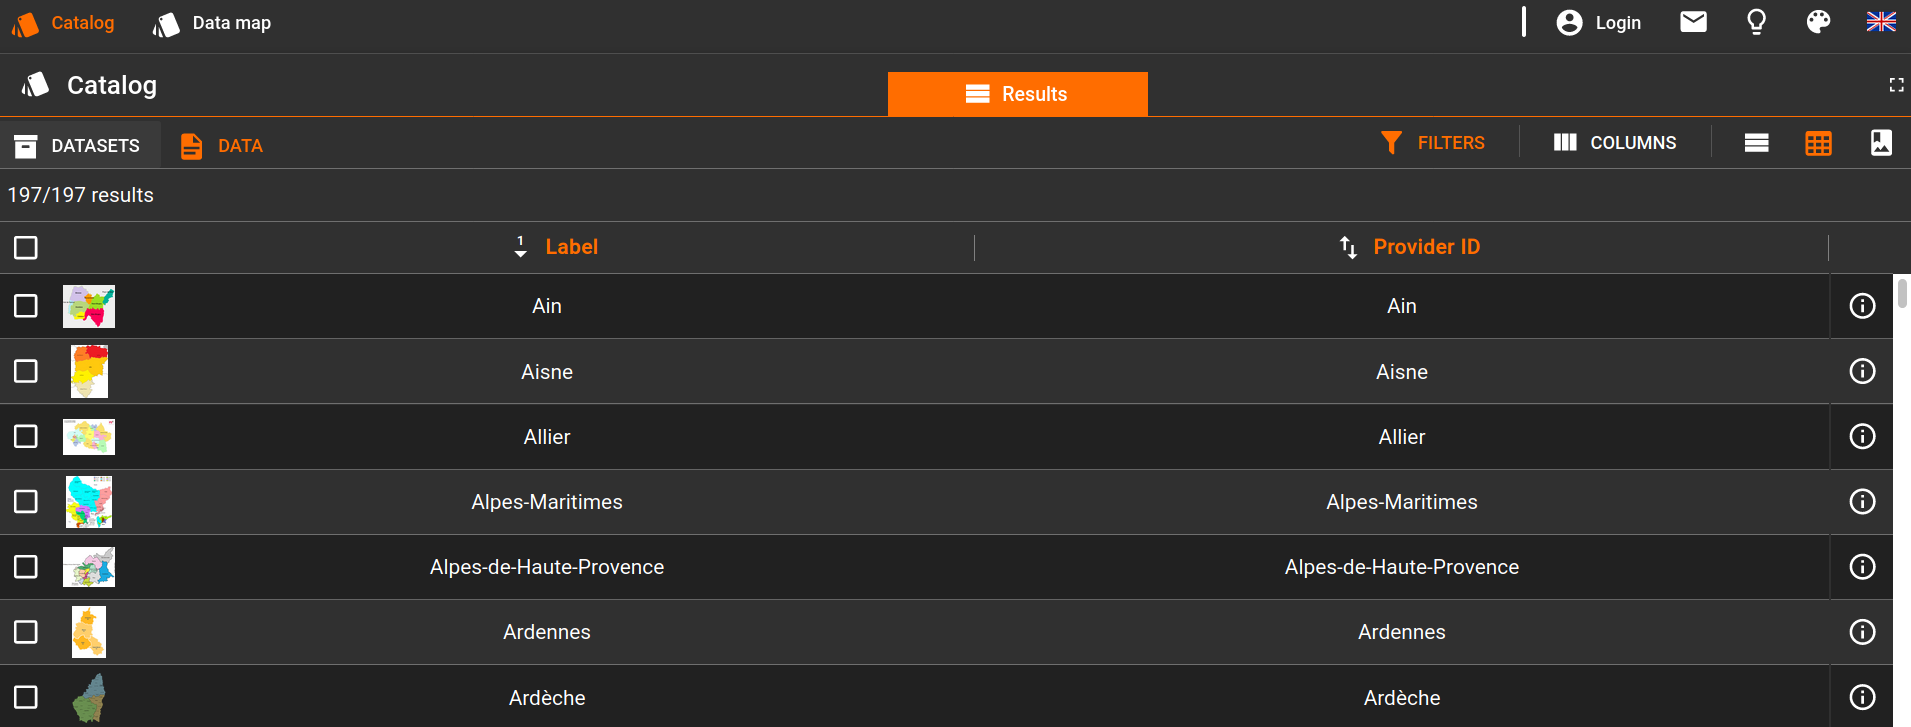 Catalog
Data map
Login
Catalog
Results
DATASETS
DATA
FILTERS
COLUMNS
197/197 results
1
Label
Provider ID
Ain
Ain
Aisne
Aisne
Allier
Allier
Alpes-Maritimes
Alpes-Maritimes
Alpes-de-Haute-Provence
Alpes-de-Haute-Provence
Ardennes
Ardennes
Ardèche
Ardèche